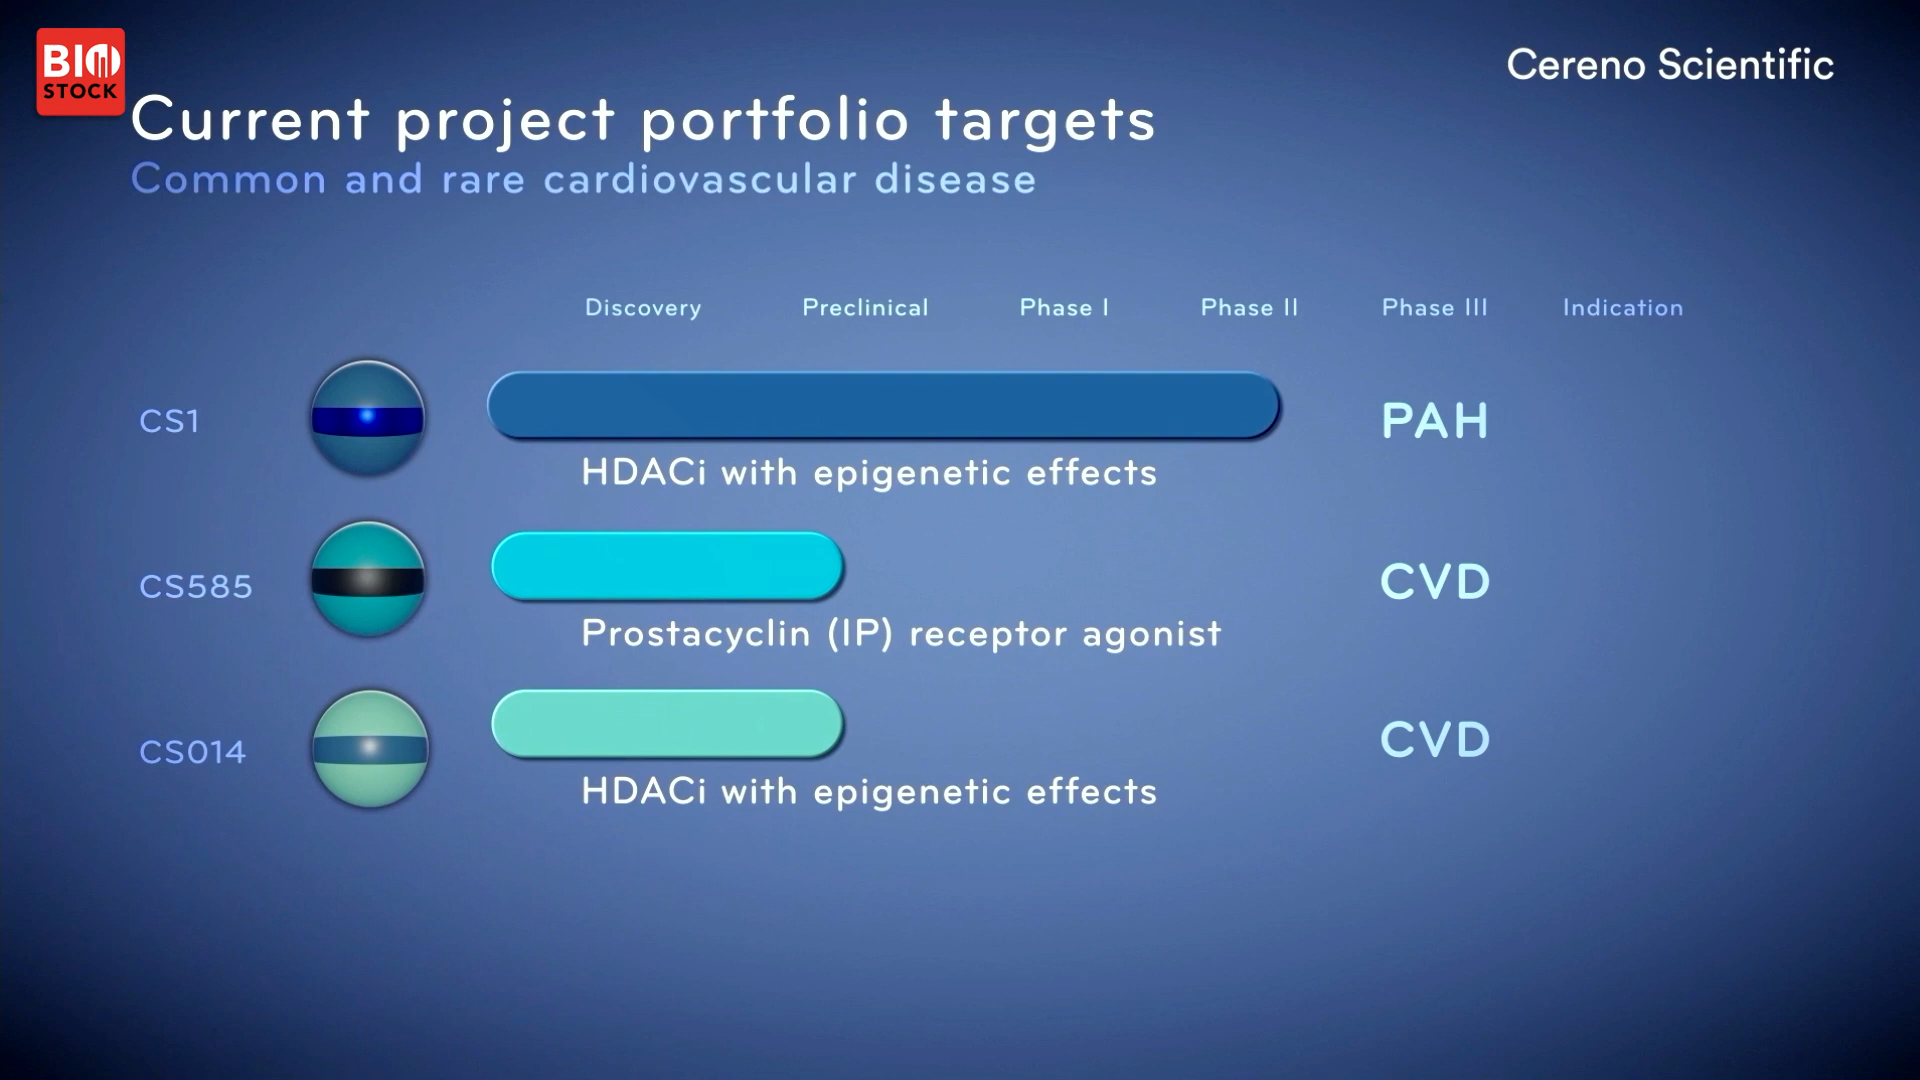 BIO
STOCK
Cereno Scientific
Current project portfolio targets
Common and rare cardiovascular disease
Discovery Preclinical Phase I Phase II Phase III Indication
CS1 PAH
HDACi with epigenetic effects
CS585 CVD
Prostacyclin (IP) receptor agonist
CS014 CVD
HDACi with epigenetic effects